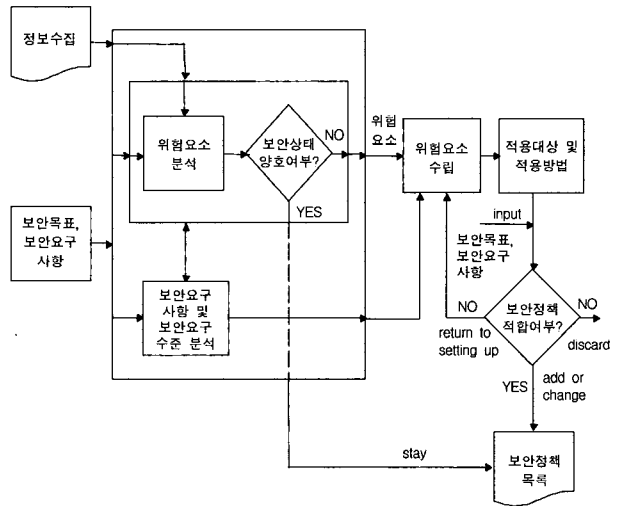 정보수집
위험요소
분석
보안상태
양호여부?
NO
YES
위험
요소
위험요소
수립
적용대상 및
적용방법
보안목표,
보안요구
사항
보안요구
사항 및
보안요구
수준 분석
input
보안목표,
보안요구
사항
보안정책
적합여부?
NO
return to
setting up
NO
discard
YES
add or
change
stay
보안정책
목록